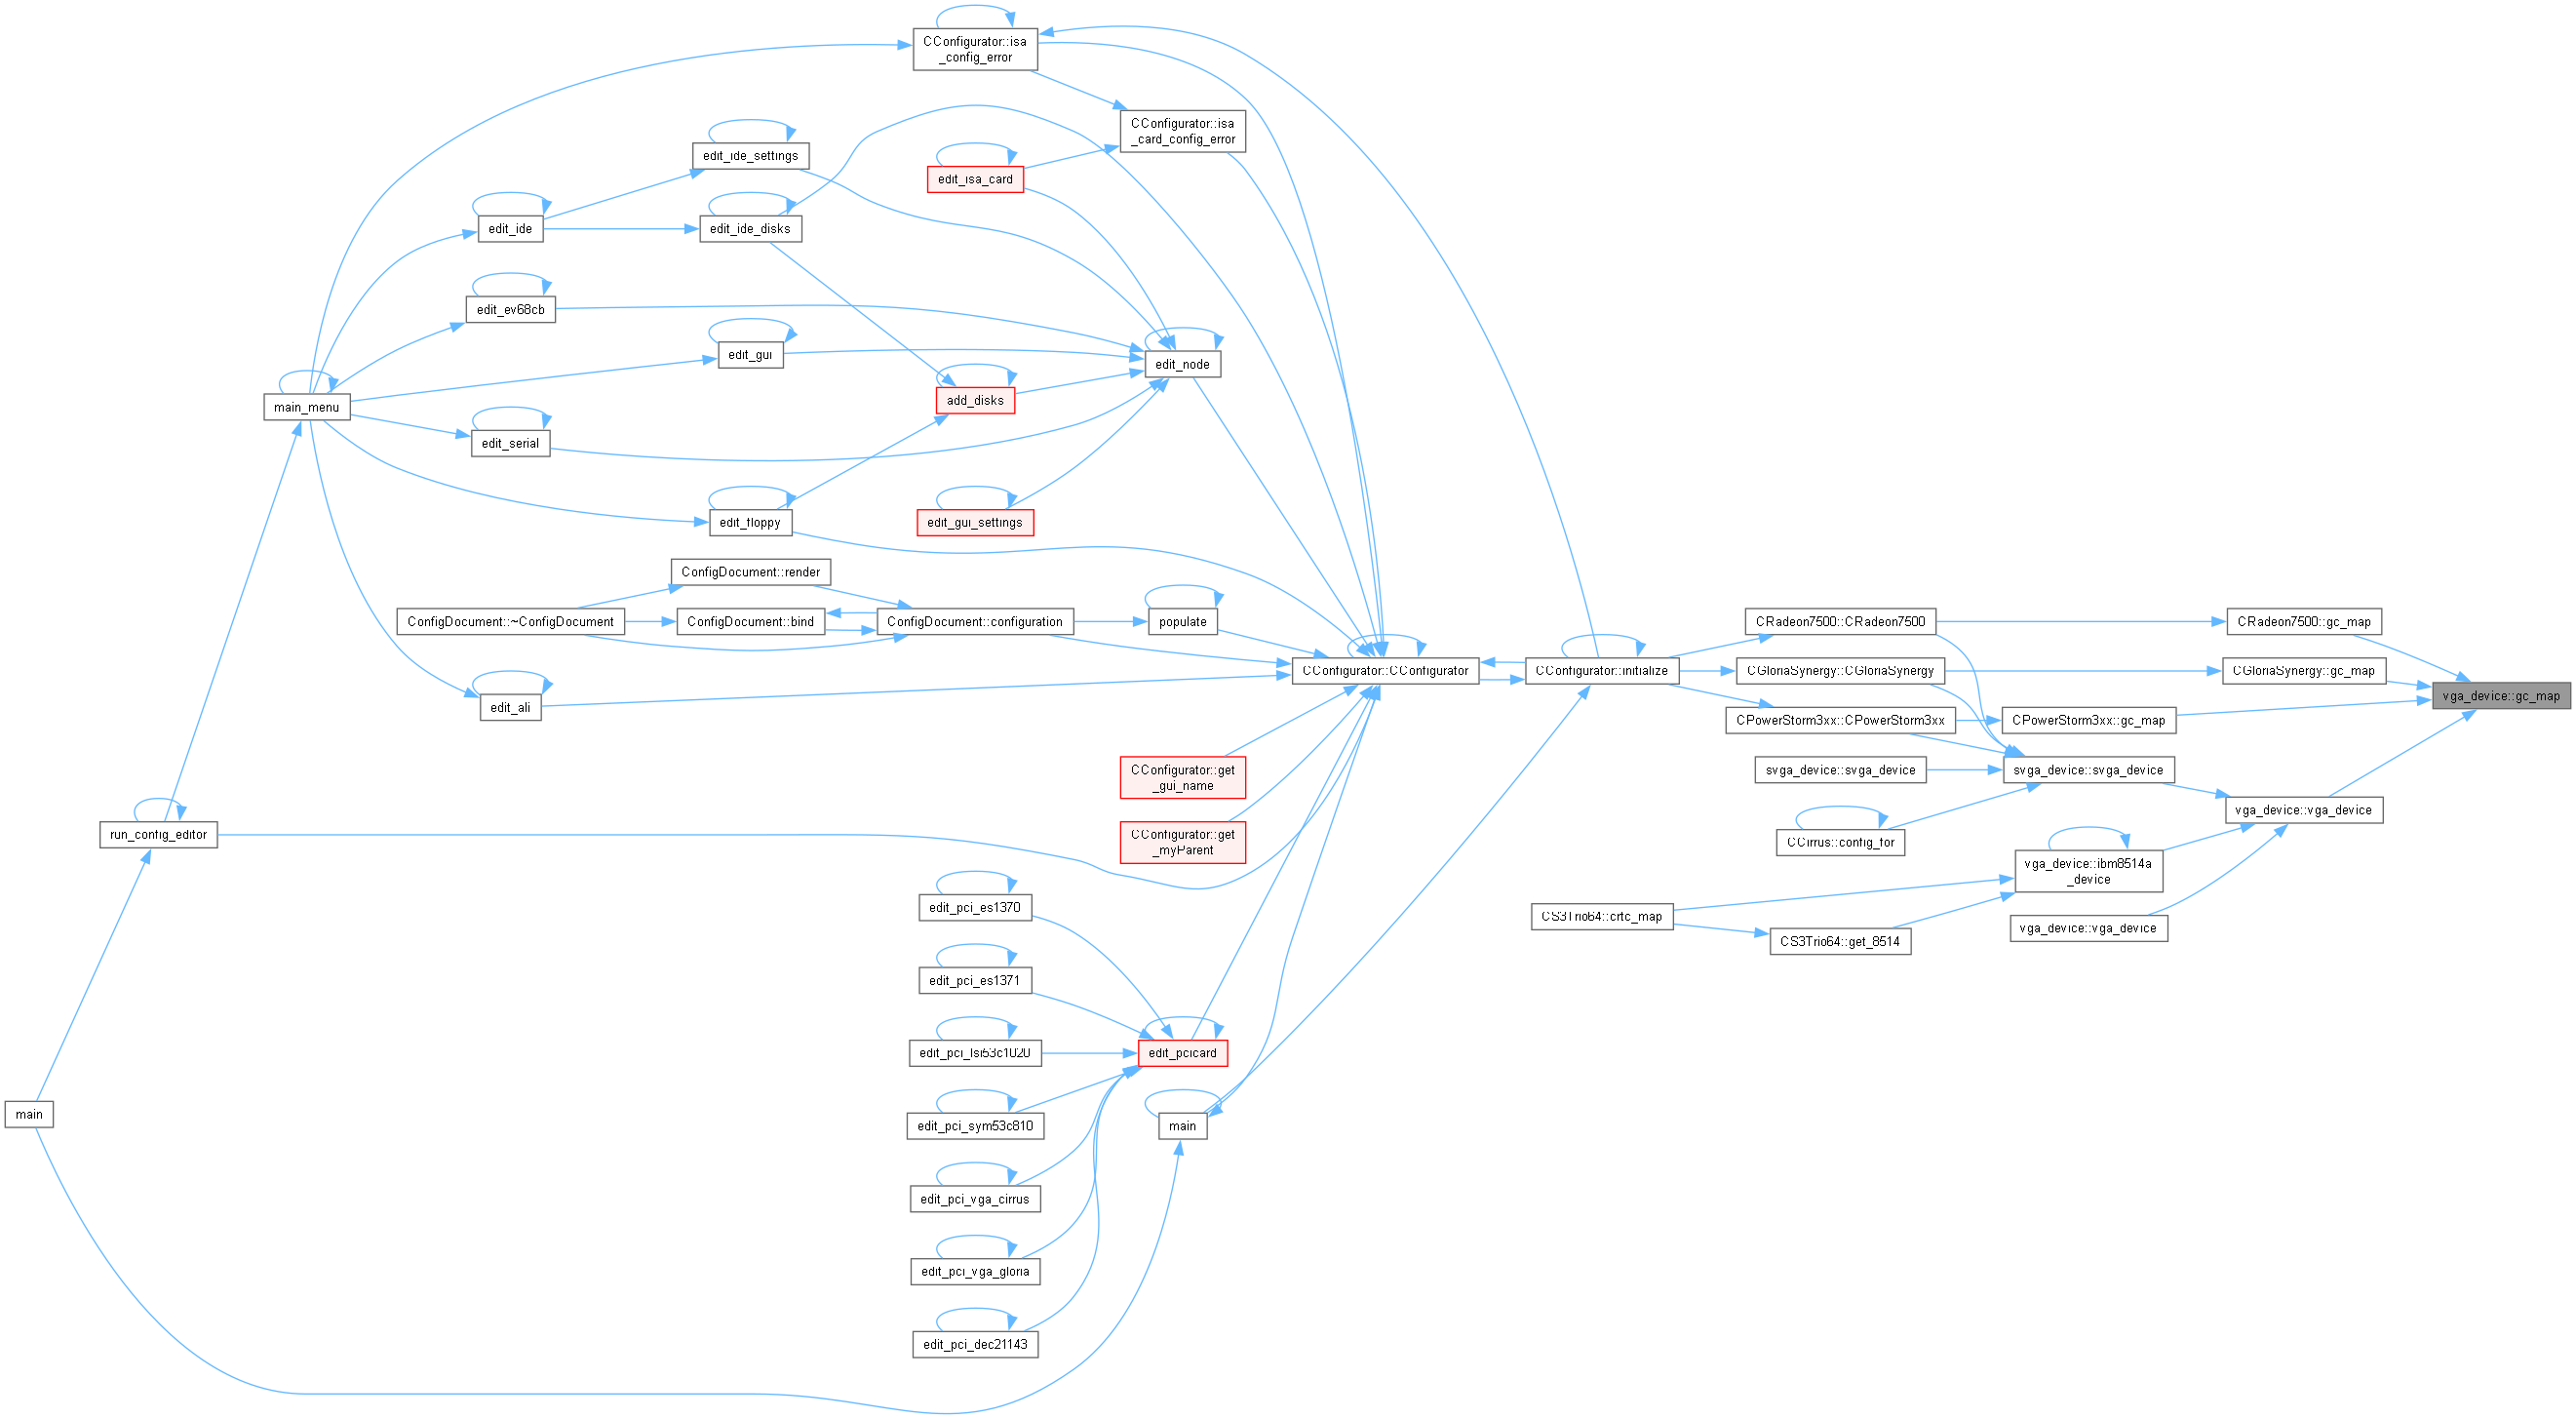 CConfigurator::isa
_config_error
CConfigurator::isa
_card_config_error
edit_ide_settings
edit_isa_card
edit_ide
edit_ide_disks
edit_ev68cb
edit_gui
edit_node
add_disks
main_menu
edit_serial
edit_floppy
edit_gui_settings
ConfigDocument::render
ConfigDocument::~ConfigDocument
ConfigDocument::bind
ConfigDocument::configuration
populate
CRadeon7500::CRadeon7500
CRadeon7500::gc_map
CConfigurator::CConfigurator
CConfigurator::initialize
CGloriaSynergy::CGloriaSynergy
CGloriaSynergy::gc_map
vga_device::gc_map
edit_ali
CPowerStorm3xx::CPowerStorm3xx
CPowerStorm3xx::gc_map
CConfigurator::get
_gui_name
svga_device::svga_device
svga_device::svga_device
vga_device::vga_device
run_config_editor
CConfigurator::get
_myParent
CCirrus::config_for
vga_device::ibm8514a
_device
edit_pci_es1370
CS3Trio64::crtc_map
vga_device::vga_device
CS3Trio64::get_8514
edit_pci_es1371
edit_pci_lsi53c1020
edit_pcicard
main
edit_pci_sym53c810
main
edit_pci_vga_cirrus
edit_pci_vga_gloria
edit_pci_dec21143